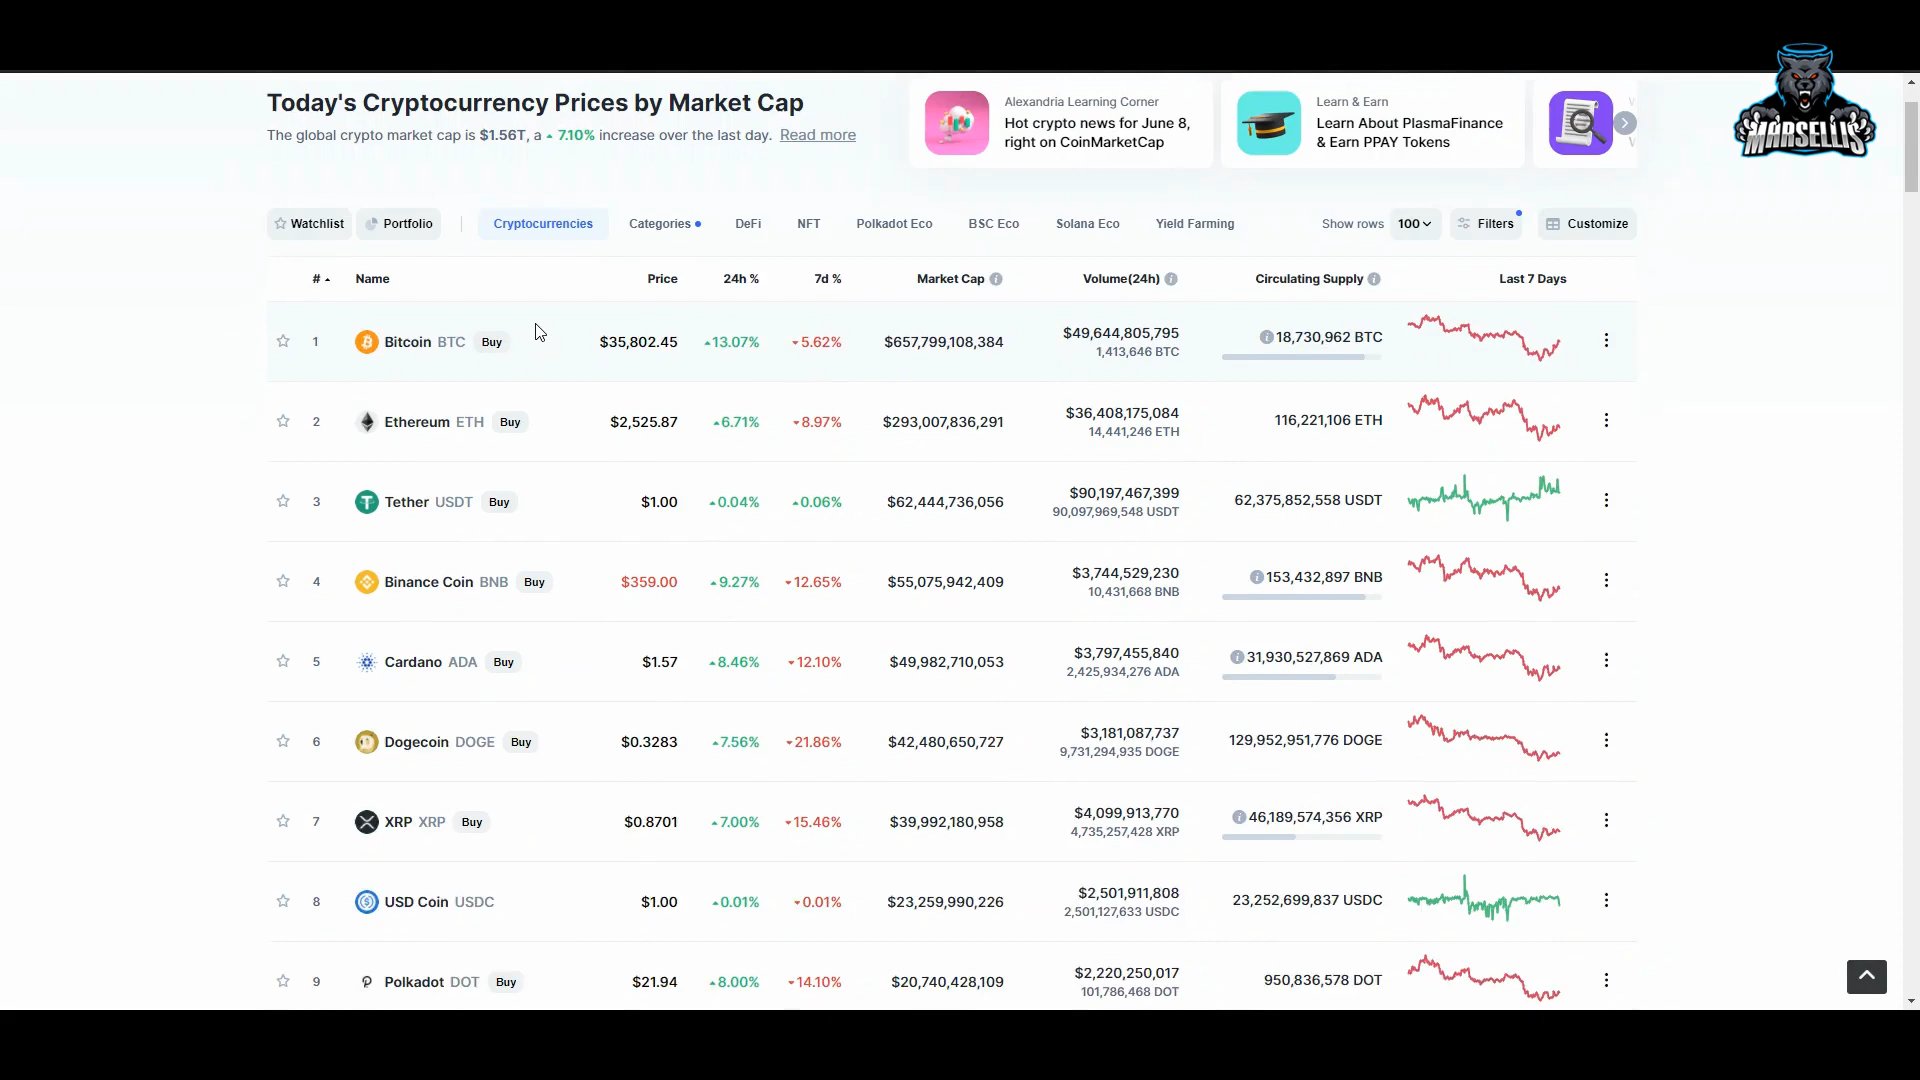 MARSELLIS
Today's Cryptocurrency Prices by Market Cap
The global crypto market cap is $1.56T, a 7.10% increase over the last day. Read more
Alexandria Learning Corner
Hot crypto news for June 8,
right on CoinMarketCap
Learn & Earn
Learn About PlasmaFinance
& Earn PPAY Tokens
Watchlist Portfolio Cryptocurrencies Categories DeFi NFT Polkadot Eco BSC Eco Solana Eco Yield Farming Show rows 100 Filters Customize
# Name Price 24h % 7d % Market Cap Volume(24h) Circulating Supply Last 7 Days
1 Bitcoin BTC Buy $35,802.45 13.07% 5.62% $657,799,108,384 $49,644,805,795 18,730,962 BTC
1,413,646 BTC
2 Ethereum ETH Buy $2,525.87 6.71% 8.97% $293,007,836,291 $36,408,175,084 116,221,106 ETH
14,441,246 ETH
3 Tether USDT Buy $1.00 0.04% 0.06% $62,444,736,056 $90,197,467,399 62,375,852,558 USDT
90,097,969,548 USDT
4 Binance Coin BNB Buy $359.00 9.27% 12.65% $55,075,942,409 $3,744,529,230 153,432,897 BNB
10,431,668 BNB
5 Cardano ADA Buy $1.57 8.46% 12.10% $49,982,710,053 $3,797,455,840 31,930,527,869 ADA
2,425,934,276 ADA
6 Dogecoin DOGE Buy $0.3283 7.56% 21.86% $42,480,650,727 $3,181,087,737 129,952,951,776 DOGE
9,731,294,935 DOGE
7 XRP XRP Buy $0.8701 7.00% 15.46% $39,992,180,958 $4,099,913,770 46,189,574,356 XRP
4,735,257,428 XRP
8 USD Coin USDC $1.00 0.01% 0.01% $23,259,990,226 $2,501,911,808 23,252,699,837 USDC
2,501,127,633 USDC
9 Polkadot DOT Buy $21.94 8.00% 14.10% $20,740,428,109 $2,220,250,017 950,836,578 DOT
101,786,468 DOT